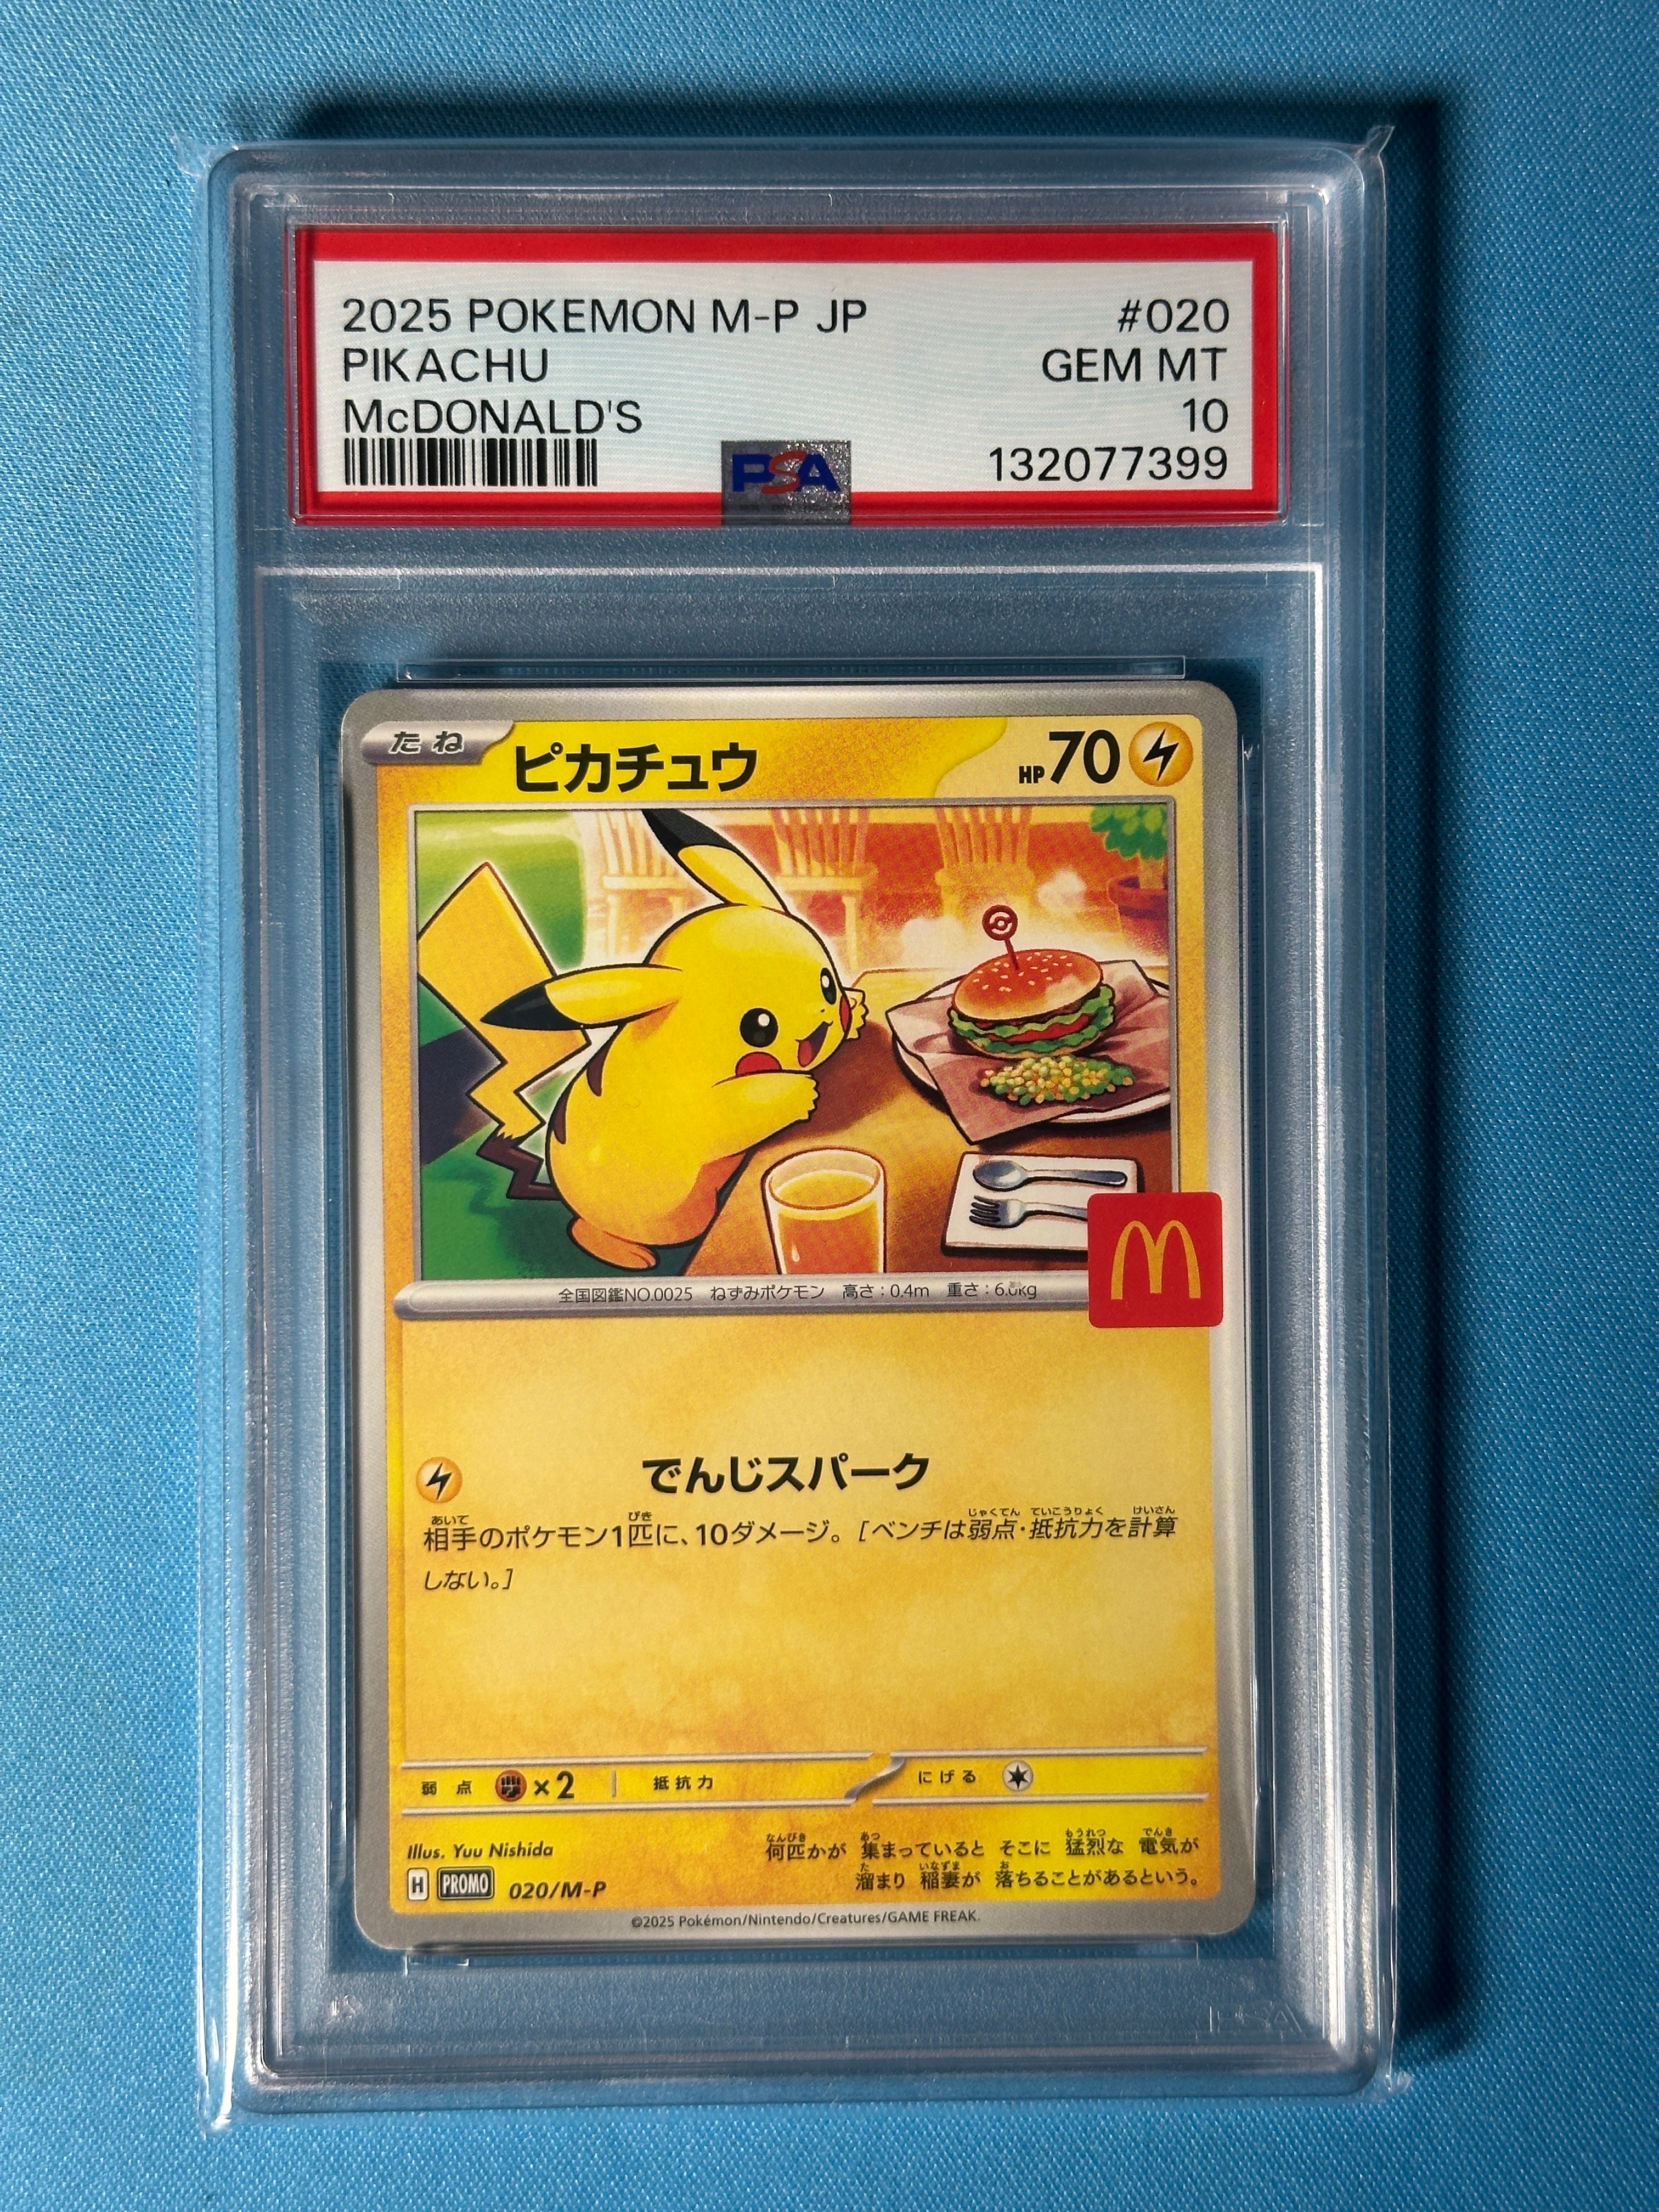 2025 POKEMON M-P JP #020
PIKACHU GEM MT
McDONALD'S 10
PSA 132077399
たね ピカチュウ HP70
全国図鑑NO.0025 ねずみポケモン 高さ:0.4m 重さ:6.0kg
でんじスパーク
相手のポケモン1匹に、10ダメージ。[ベンチは弱点・抵抗力を計算
しない。]
弱点 ×2 抵抗力 にげる
Illus. Yuu Nishida
何匹かが 集まっていると そこに 猛烈な 電気が
溜まり 稲妻が 落ちることがあるという。
H PROMO 020/M-P
©2025 Pokémon/Nintendo/Creatures/GAME FREAK.
PSA